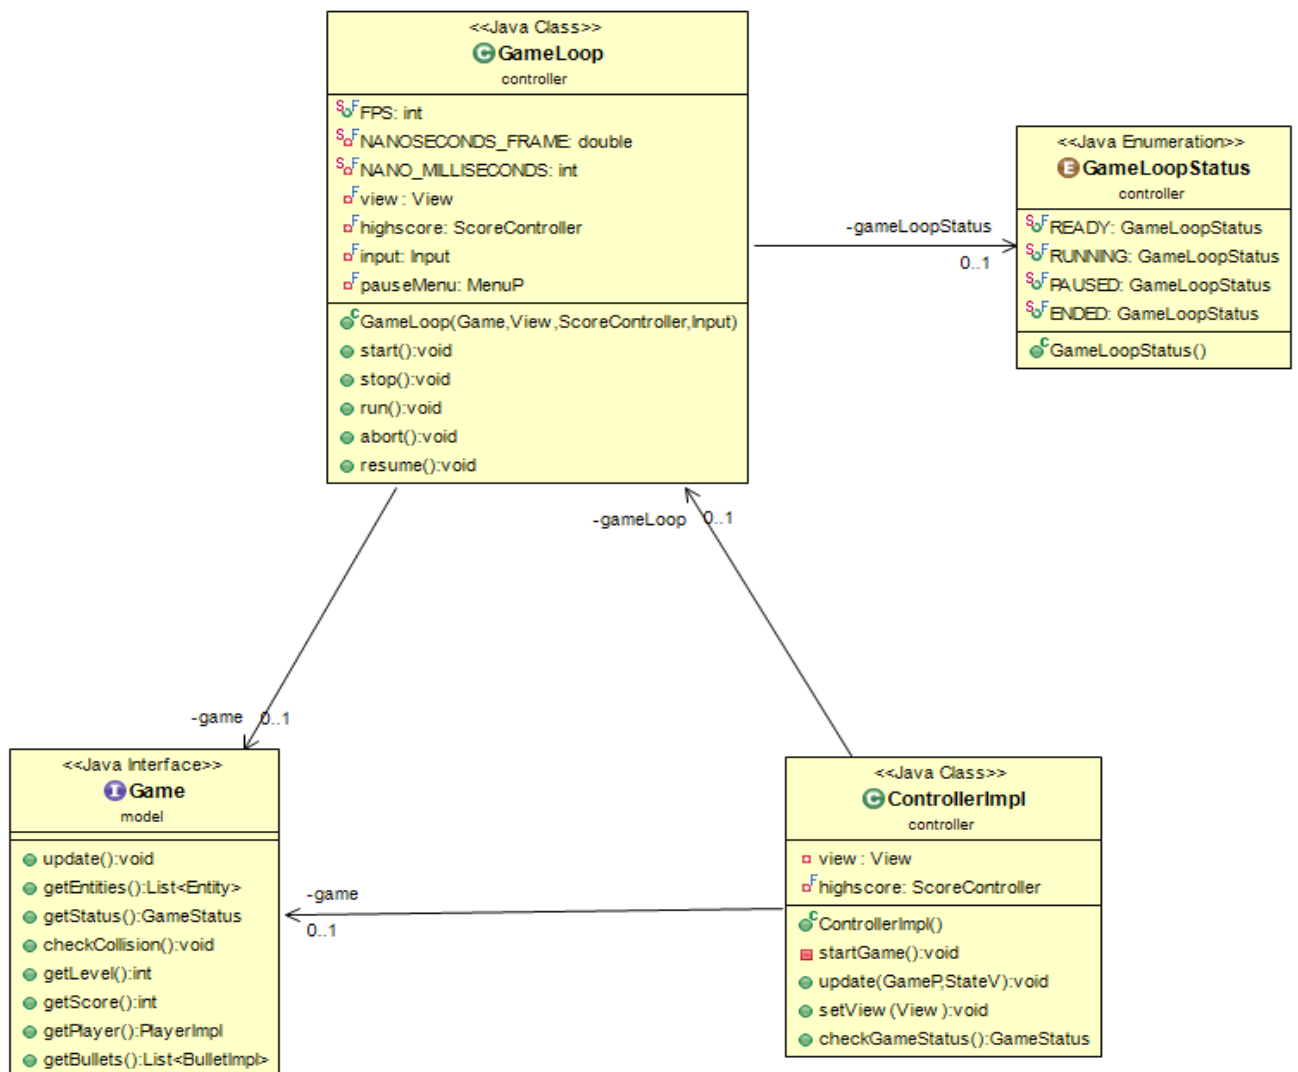 <<Java Class>>
GameLoop
controller
FPS: int
NANOSECONDS_FRAME: double
NANO_MILLISECONDS: int
view: View
highscore: ScoreController
input: Input
pauseMenu: MenuP
GameLoop(Game,View,ScoreController,Input)
start():void
stop():void
run():void
abort():void
resume():void
-gameLoopStatus
0..1
<<Java Enumeration>>
GameLoopStatus
controller
READY: GameLoopStatus
RUNNING: GameLoopStatus
PAUSED: GameLoopStatus
ENDED: GameLoopStatus
GameLoopStatus()
-gameLoop 0..1
-game 0..1
<<Java Interface>>
Game
model
update():void
getEntities():List<Entity>
getStatus():GameStatus
checkCollision():void
getLevel():int
getScore():int
getPlayer():PlayerImpl
getBullets():List<BulletImpl>
-game
0..1
<<Java Class>>
ControllerImpl
controller
view: View
highscore: ScoreController
ControllerImpl()
startGame():void
update(GameP,StateV):void
setView(View):void
checkGameStatus():GameStatus